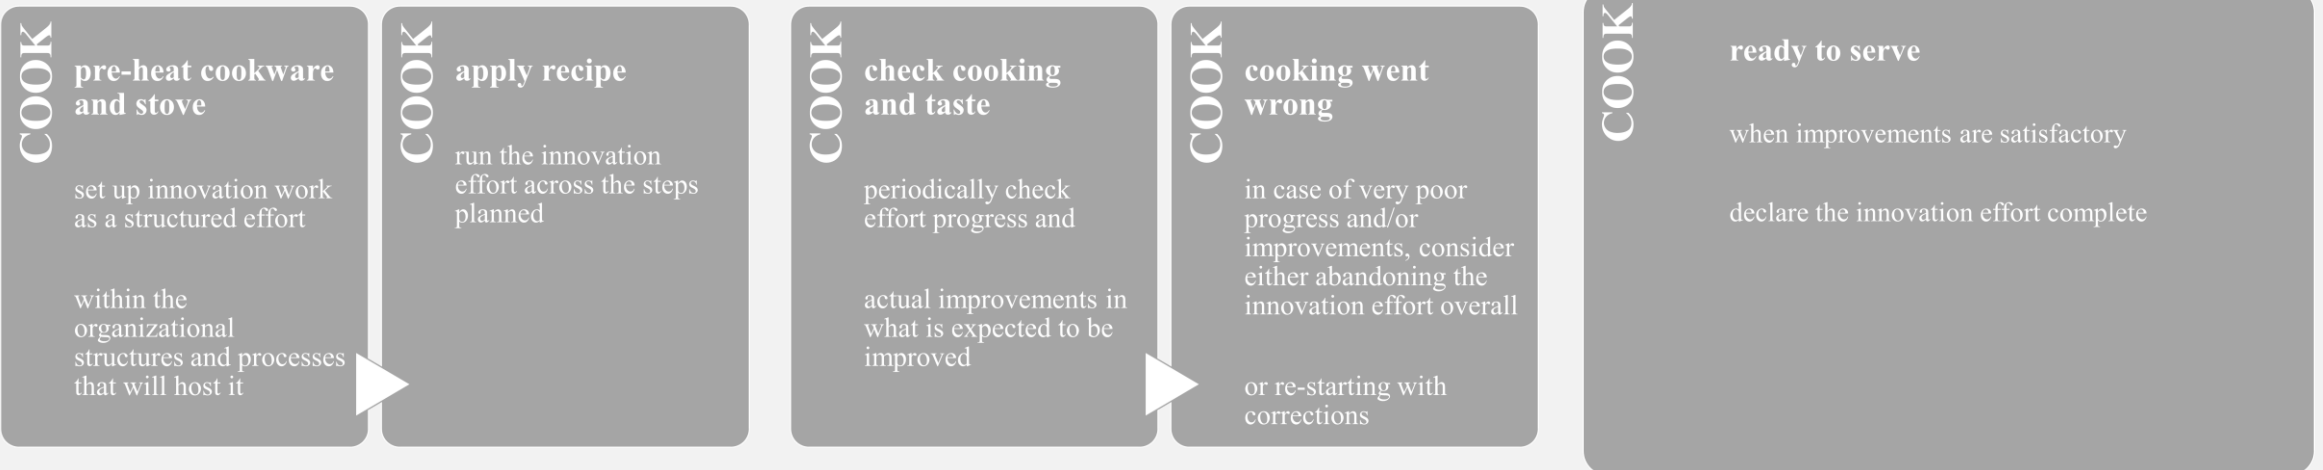 COOK
pre-heat cookware
and stove
set up innovation work
as a structured effort
within the
organizational
structures and processes
that will host it
COOK
apply recipe
run the innovation
effort across the steps
planned
COOK
check cooking
and taste
periodically check
effort progress and
actual improvements in
what is expected to be
improved
COOK
cooking went
wrong
in case of very poor
progress and/or
improvements, consider
either abandoning the
innovation effort overall
or re-starting with
corrections
COOK
ready to serve
when improvements are satisfactory
declare the innovation effort complete